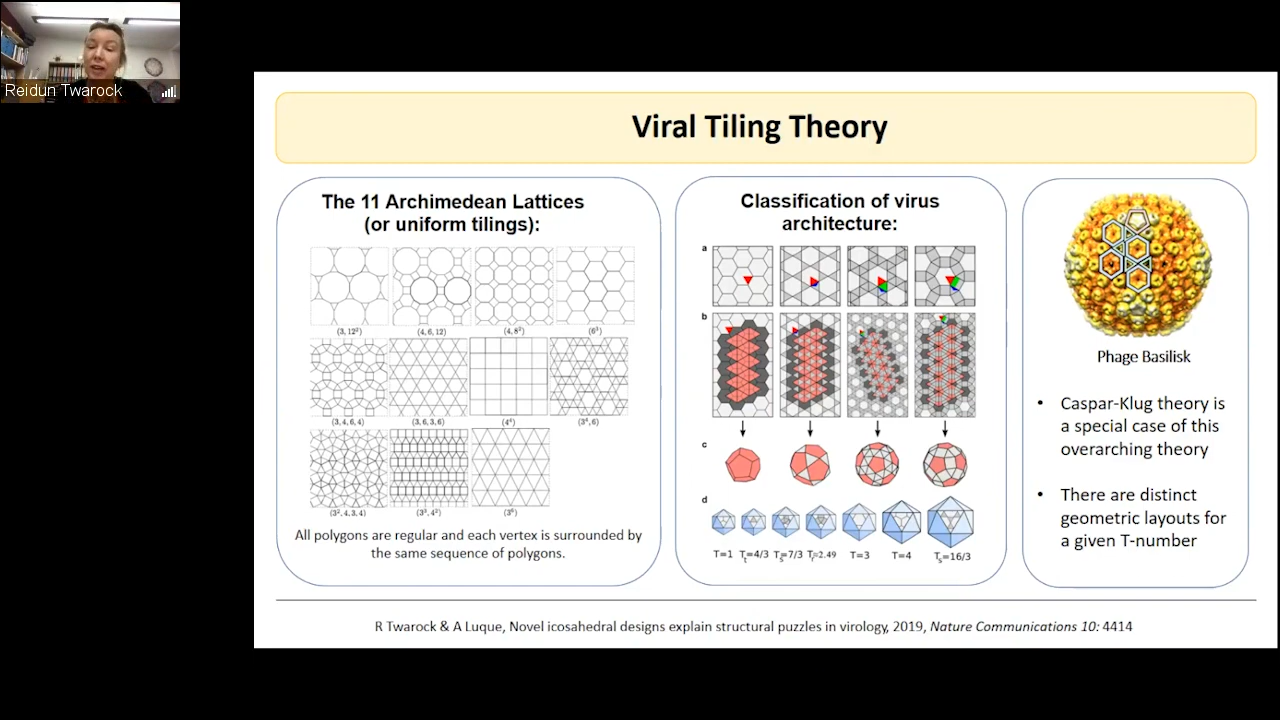 Reidun Twarock
Viral Tiling Theory
The 11 Archimedean Lattices
(or uniform tilings):
(3, 12²)
(4, 6, 12)
(4, 8²)
(6³)
(3, 4, 6, 4)
(3, 6, 3, 6)
(4⁴)
(3⁴, 6)
(3², 4, 3, 4)
(3³, 4²)
(3⁶)
All polygons are regular and each vertex is surrounded by
the same sequence of polygons.
Classification of virus
architecture:
a
b
c
d
T=1 Tt=4/3 Ts=7/3 Tr=2.49 T=3 T=4 Ts=16/3
Phage Basilisk
• Caspar-Klug theory is
a special case of this
overarching theory
• There are distinct
geometric layouts for
a given T-number
R Twarock & A Luque, Novel icosahedral designs explain structural puzzles in virology, 2019, Nature Communications 10: 4414